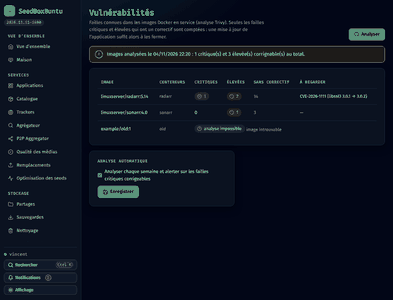 SeedBoxBuntu
Vulnérabilités
Failles connues dans les images Docker en service (analyse Trivy). Seules les failles
critiques et élevées qui ont un correctif sont comptées : une mise à jour de
l'application suffit alors à les fermer.
Analyser
Images analysées le 04/11/2026 22:20 : 1 critique(s) et 3 élevée(s) corrigeable(s) au total.
VUE D'ENSEMBLE
Vue d'ensemble
Maison
SERVICES
Applications
Catalogue
Trackers
Agrégateur
P2P Aggregator
Qualité des médias
Remplacements
Optimisation des seeds
STOCKAGE
Partages
Sauvegardes
Nettoyage
vincent
Rechercher
Ctrl K
Notifications
Affichage
IMAGE CONTENEURS CRITIQUES ÉLEVÉES SANS CORRECTIF À REGARDER
radarr 1 2 14
sonarr 0 1 3 —
old analyse impossible image introuvable
ANALYSE AUTOMATIQUE
Analyser chaque semaine et alerter sur les failles
critiques corrigeables
Enregistrer